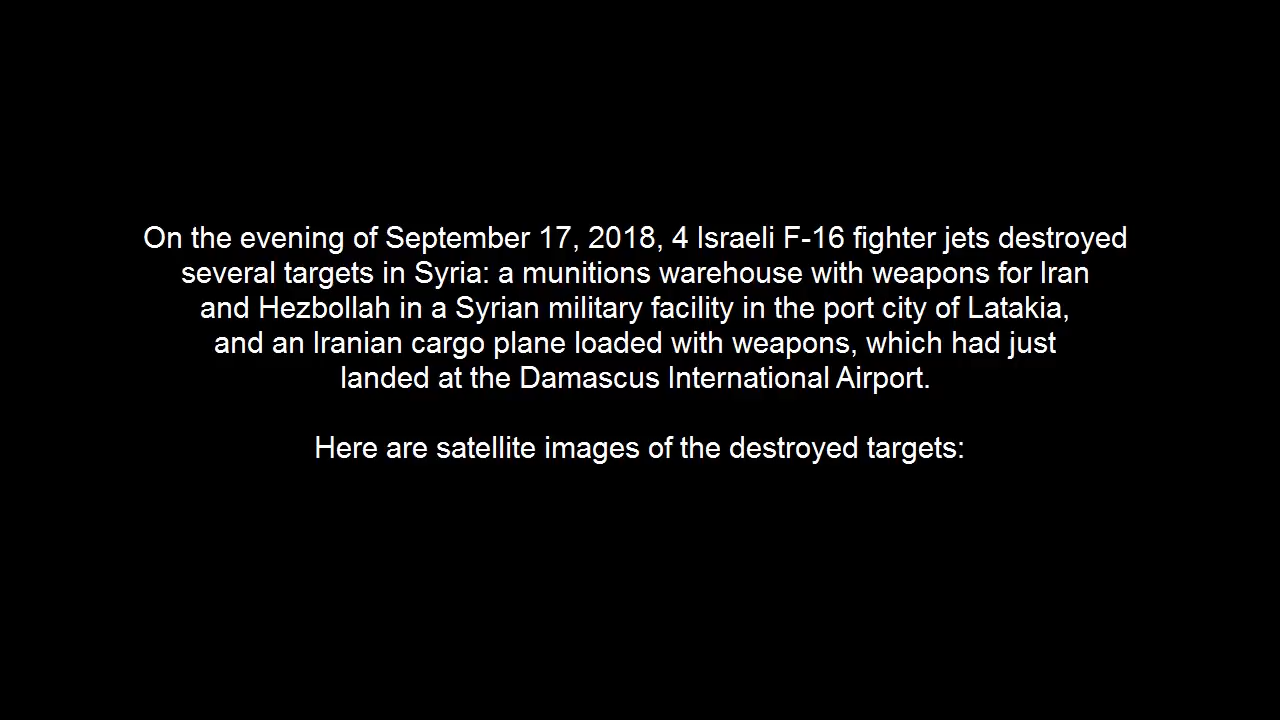 On the evening of September 17, 2018, 4 Israeli F-16 fighter jets destroyed
several targets in Syria: a munitions warehouse with weapons for Iran
and Hezbollah in a Syrian military facility in the port city of Latakia,
and an Iranian cargo plane loaded with weapons, which had just
landed at the Damascus International Airport.
Here are satellite images of the destroyed targets: